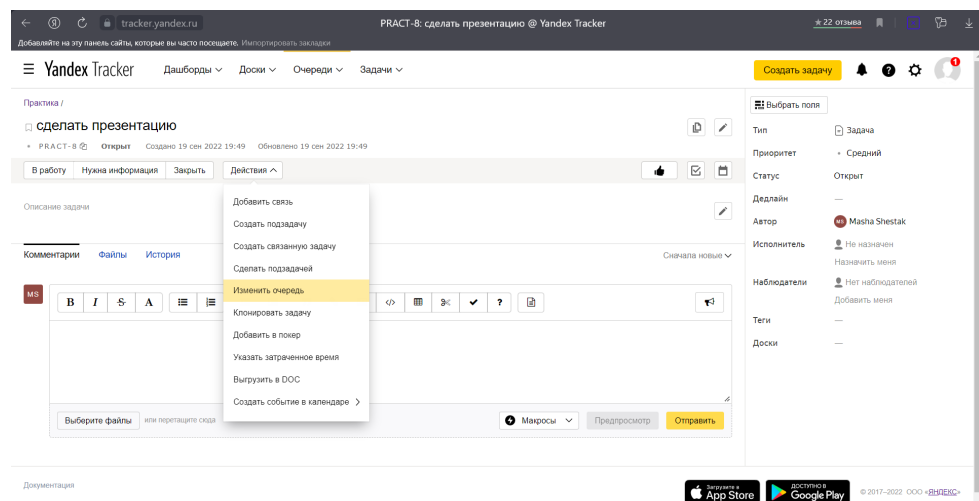 tracker.yandex.ru
PRACT-8: сделать презентацию @ Yandex Tracker
★22 отзыва
Добавляйте на эту панель сайты, которые вы часто посещаете. Импортировать закладки
Yandex Tracker
Дашборды
Доски
Очереди
Задачи
Создать задачу
1
Практика /
сделать презентацию
PRACT-8 Открыт Создано 19 сен 2022 19:49 Обновлено 19 сен 2022 19:49
В работу
Нужна информация
Закрыть
Действия
Добавить связь
Создать подзадачу
Создать связанную задачу
Сделать подзадачей
Изменить очередь
Клонировать задачу
Добавить в покер
Указать затраченное время
Выгрузить в DOC
Создать событие в календаре
Описание задачи
Комментарии
Файлы
История
Сначала новые
MS
B I S A
</>
?
Выберите файлы или перетащите сюда
Макросы
Предпросмотр
Отправить
Выбрать поля
Тип Задача
Приоритет Средний
Статус Открыт
Дедлайн —
Автор MS Masha Shestak
Исполнитель Не назначен
Назначить меня
Наблюдатели Нет наблюдателей
Добавить меня
Теги —
Доски —
Документация
Загрузите в
App Store
ДОСТУПНО В
Google Play
© 2017–2022 ООО «ЯНДЕКС»